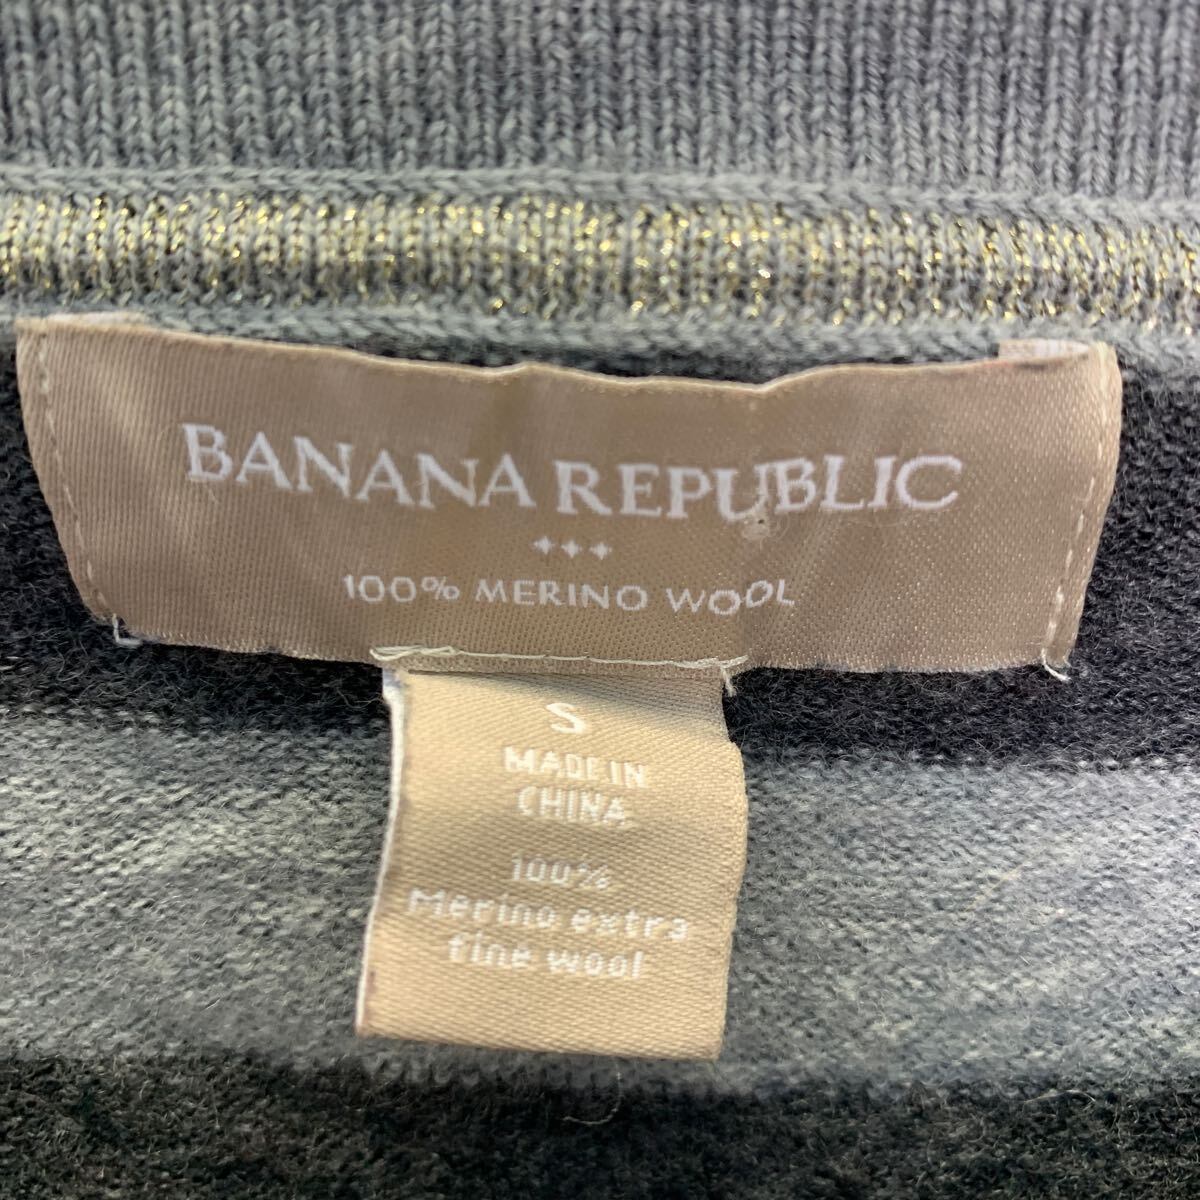 BANANA REPUBLIC
100% MERINO WOOL
S
MADE IN
CHINA
100%
Merino extra
fine wool